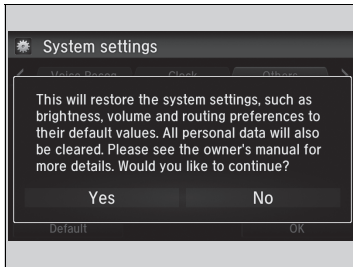 System settings
Voice Recog Clock Others
This will restore the system settings, such as
brightness, volume and routing preferences to
their default values. All personal data will also
be cleared. Please see the owner's manual for
more details. Would you like to continue?
Yes No
Default OK